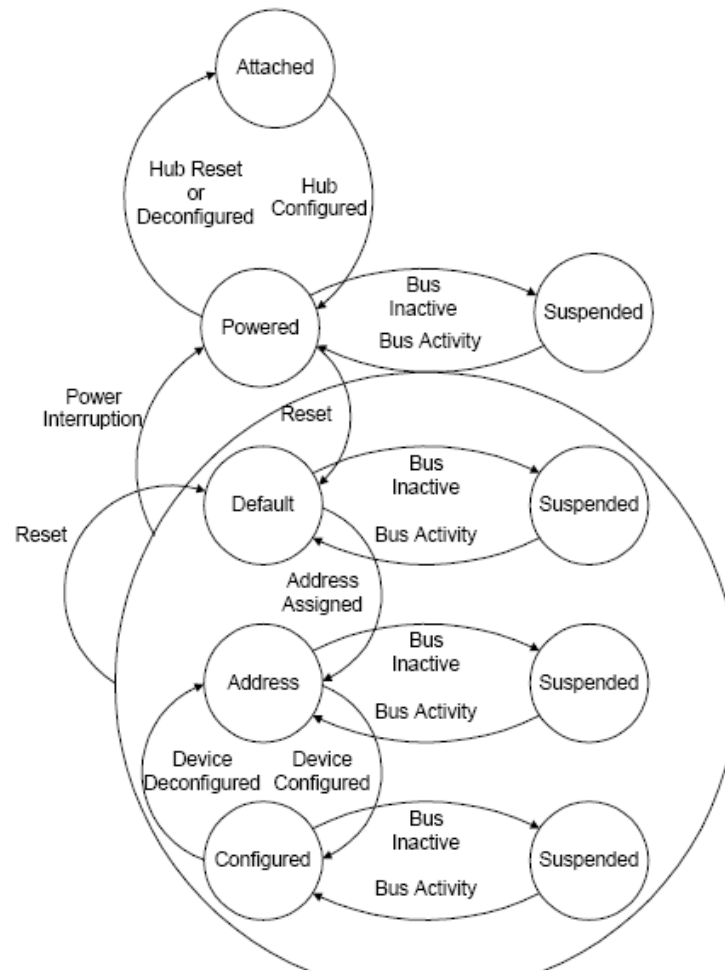 Attached
Hub Reset
or
Deconfigured
Hub
Configured
Powered
Bus
Inactive
Bus Activity
Suspended
Power
Interruption
Reset
Default
Bus
Inactive
Bus Activity
Suspended
Reset
Address
Assigned
Address
Bus
Inactive
Bus Activity
Suspended
Device
Deconfigured
Device
Configured
Configured
Bus
Inactive
Bus Activity
Suspended